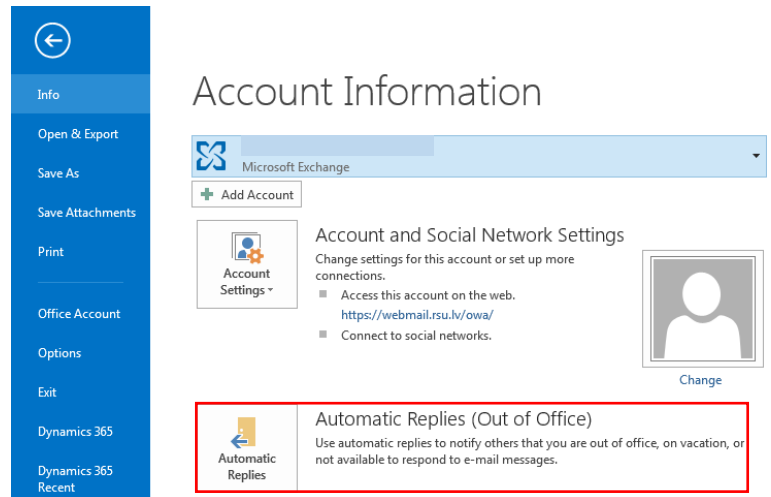 Info
Open & Export
Save As
Save Attachments
Print
Office Account
Options
Exit
Dynamics 365
Dynamics 365
Recent
Account Information
Microsoft Exchange
Add Account
Account
Settings
Account and Social Network Settings
Change settings for this account or set up more
connections.
Access this account on the web.
https://webmail.rsu.lv/owa/
Connect to social networks.
Change
Automatic
Replies
Automatic Replies (Out of Office)
Use automatic replies to notify others that you are out of office, on vacation, or
not available to respond to e-mail messages.